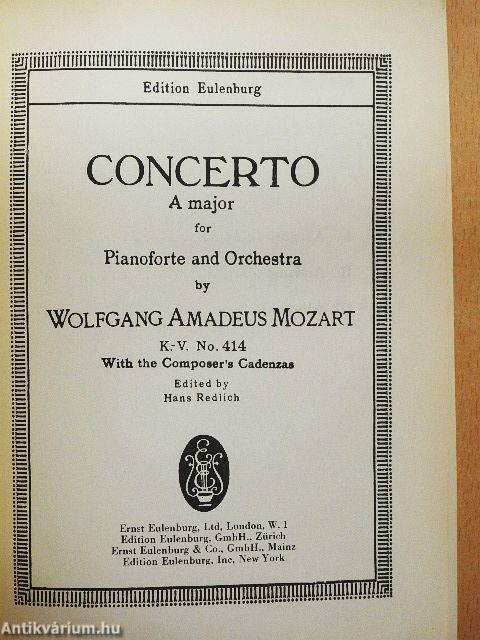 Edition Eulenburg
CONCERTO
A major
for
Pianoforte and Orchestra
by
WOLFGANG AMADEUS MOZART
K.-V. No. 414
With the Composer's Cadenzas
Edited by
Hans Redlich
Ernst Eulenburg, Ltd, London, W. 1
Edition Eulenburg, GmbH., Zürich
Ernst Eulenburg & Co., GmbH., Mainz
Edition Eulenburg, Inc, New York
Antikvárium.hu